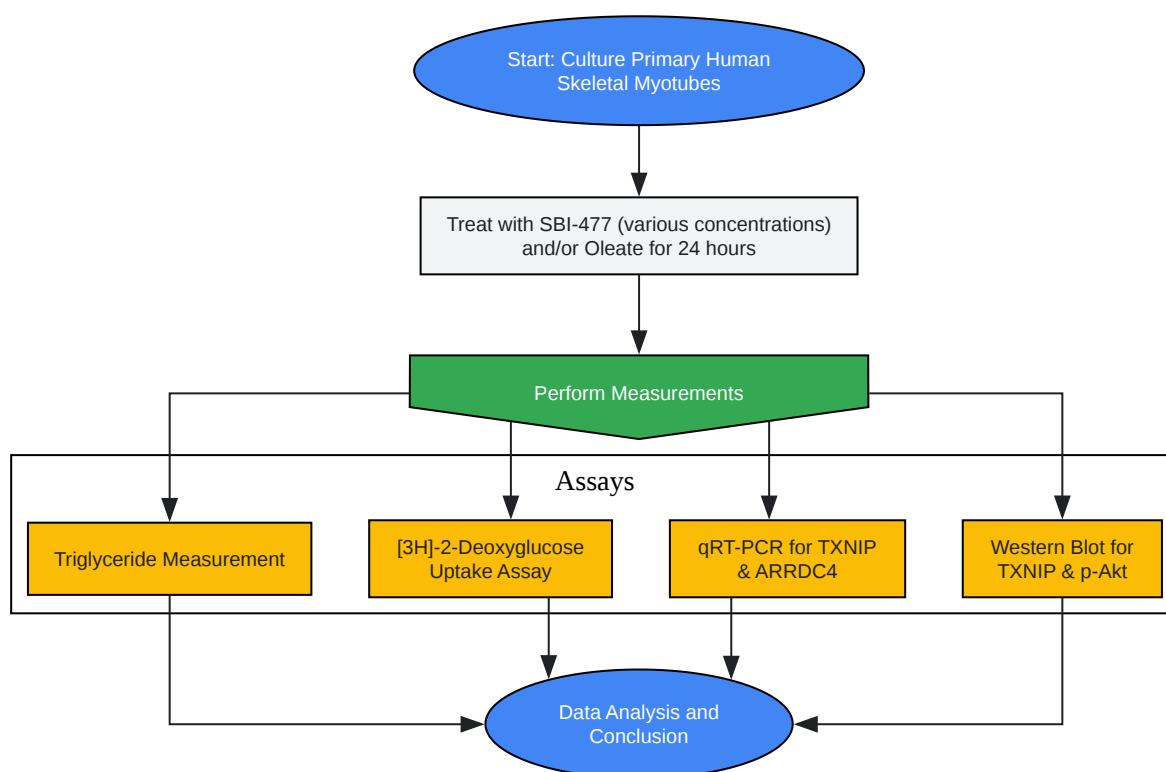 Start: Culture Primary Human
Skeletal Myotubes
Treat with SBI-477 (various concentrations)
and/or Oleate for 24 hours
Perform Measurements
Assays
Triglyceride Measurement
[3H]-2-Deoxyglucose
Uptake Assay
qRT-PCR for TXNIP
& ARRDC4
Western Blot for
TXNIP & p-Akt
Data Analysis and
Conclusion